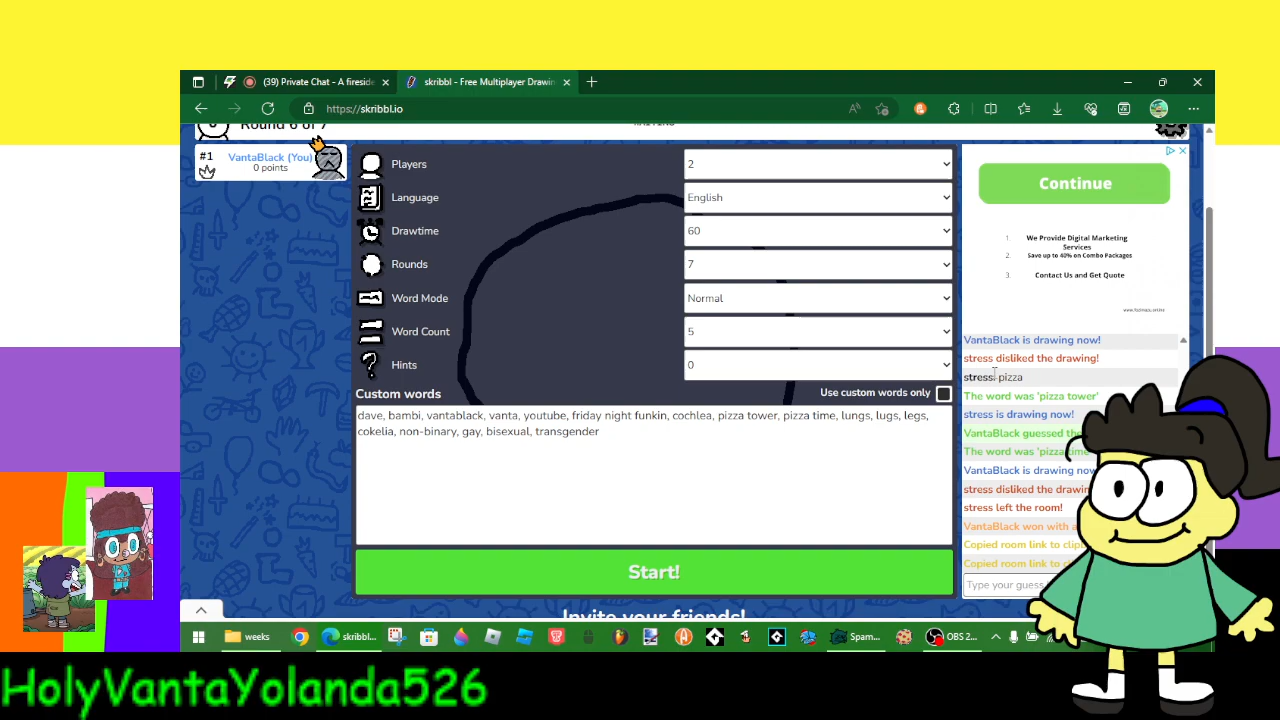 (39) Private Chat - A fireside
skribbl - Free Multiplayer Drawin
https://skribbl.io
Round 6 of 7
#1
VantaBlack (You)
0 points
Players
2
Language
English
Drawtime
60
Rounds
7
Word Mode
Normal
Word Count
5
Hints
0
Custom words
Use custom words only
dave, bambi, vantablack, vanta, youtube, friday night funkin, cochlea, pizza tower, pizza time, lungs, lugs, legs,
cokelia, non-binary, gay, bisexual, transgender
Start!
Invite your friends!
Continue
1. We Provide Digital Marketing
Services
2. Save up to 40% on Combo Packages
3. Contact Us and Get Quote
VantaBlack is drawing now!
stress disliked the drawing!
stress: pizza
The word was 'pizza tower'
stress is drawing now!
VantaBlack guessed the
The word was 'pizza time
VantaBlack is drawing now
stress disliked the drawin
stress left the room!
VantaBlack won with a
Copied room link to clip
Copied room link to c
Type your guess
weeks
skribbl...
Spam...
OBS 2...
HolyVantaYolanda526